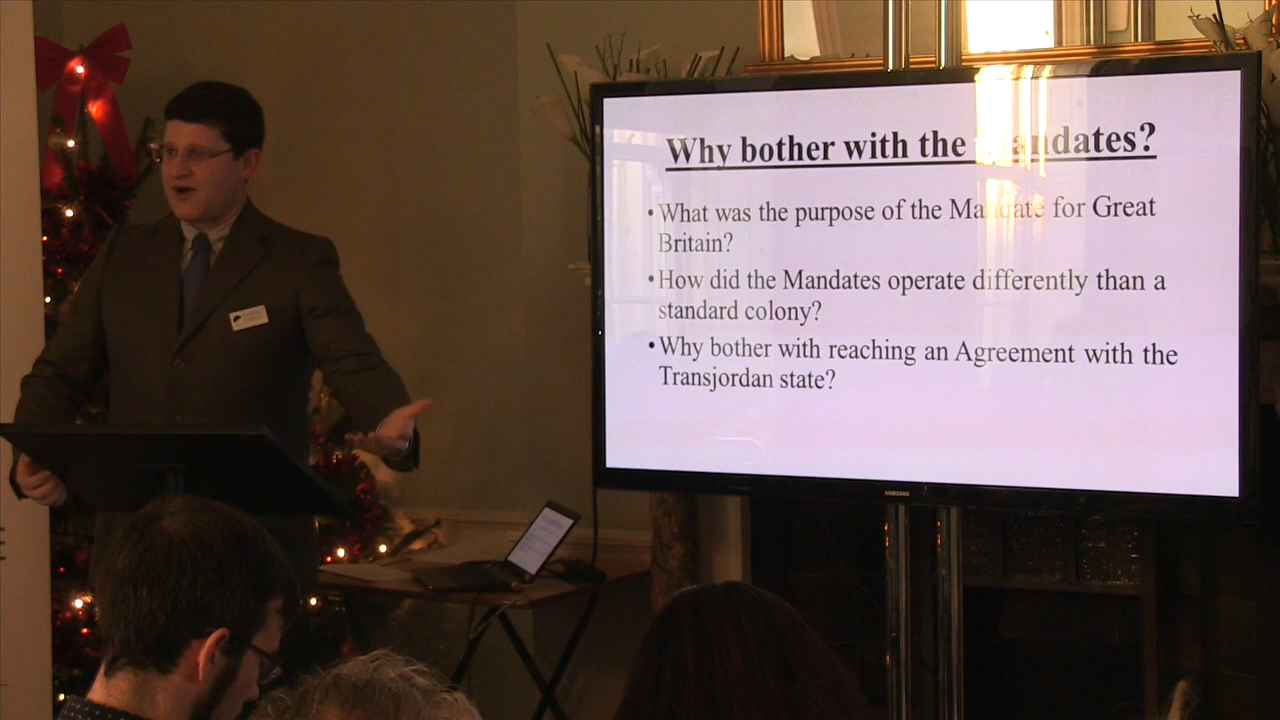 Why bother with the Mandates?
• What was the purpose of the Mandate for Great
Britain?
• How did the Mandates operate differently than a
standard colony?
• Why bother with reaching an Agreement with the
Transjordan state?
SAMSUNG